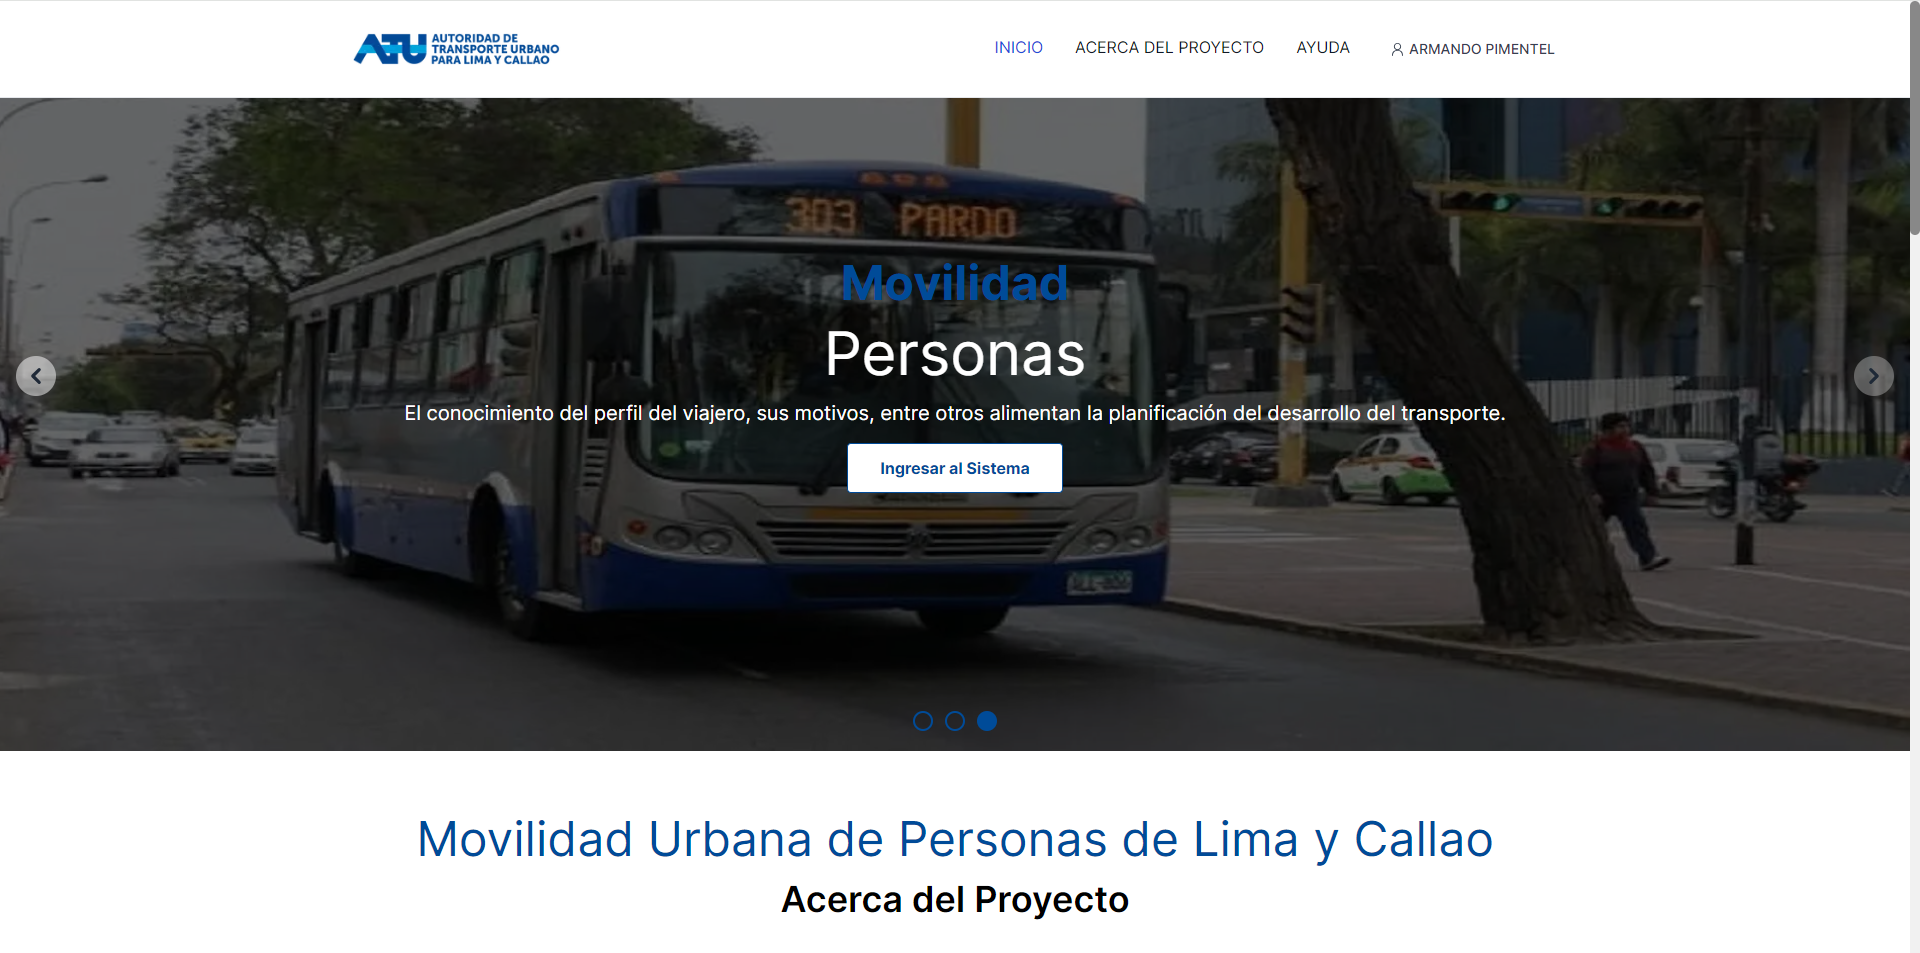 AUTORIDAD DE
ATU TRANSPORTE URBANO
PARA LIMA Y CALLAO
INICIO ACERCA DEL PROYECTO AYUDA ARMANDO PIMENTEL
303 PARDO
Movilidad
Personas
El conocimiento del perfil del viajero, sus motivos, entre otros alimentan la planificación del desarrollo del transporte.
Ingresar al Sistema
Movilidad Urbana de Personas de Lima y Callao
Acerca del Proyecto